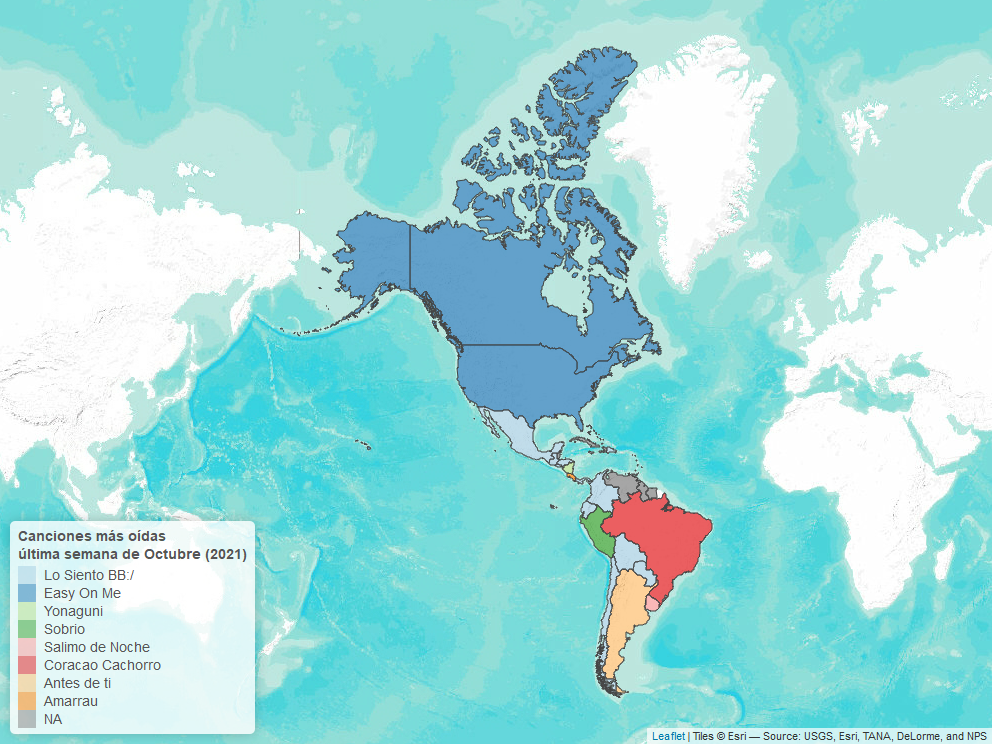 Canciones más oídas
última semana de Octubre (2021)
Lo Siento BB:/
Easy On Me
Yonaguni
Sobrio
Salimo de Noche
Coracao Cachorro
Antes de ti
Amarrau
NA
Leaflet | Tiles © Esri — Source: USGS, Esri, TANA, DeLorme, and NPS